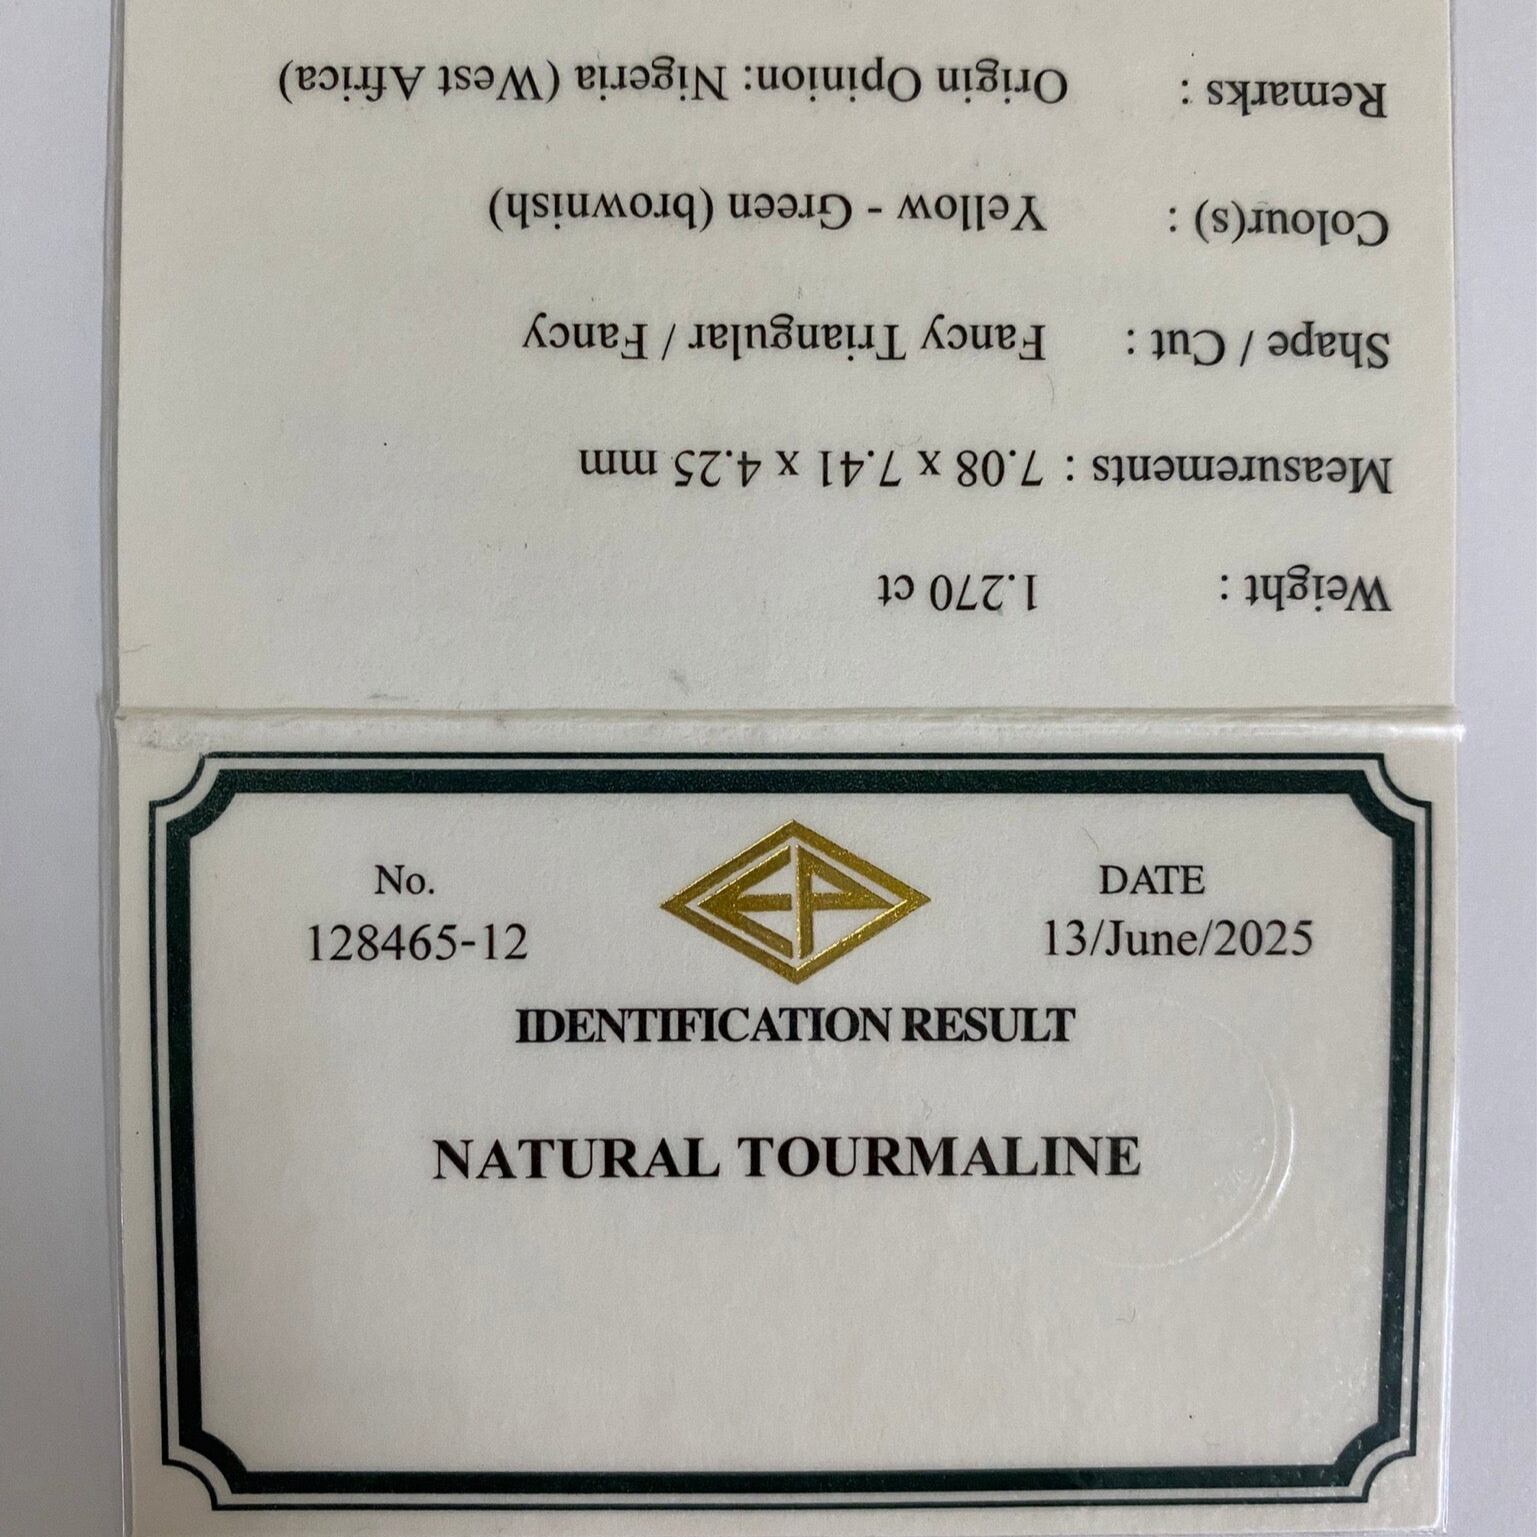 Weight : 1.270 ct
Measurements : 7.08 x 7.41 x 4.25 mm
Shape / Cut : Fancy Triangular / Fancy
Colour(s) : Yellow - Green (brownish)
Remarks : Origin Opinion: Nigeria (West Africa)
No.
128465-12
EP
DATE
13/June/2025
IDENTIFICATION RESULT
NATURAL TOURMALINE